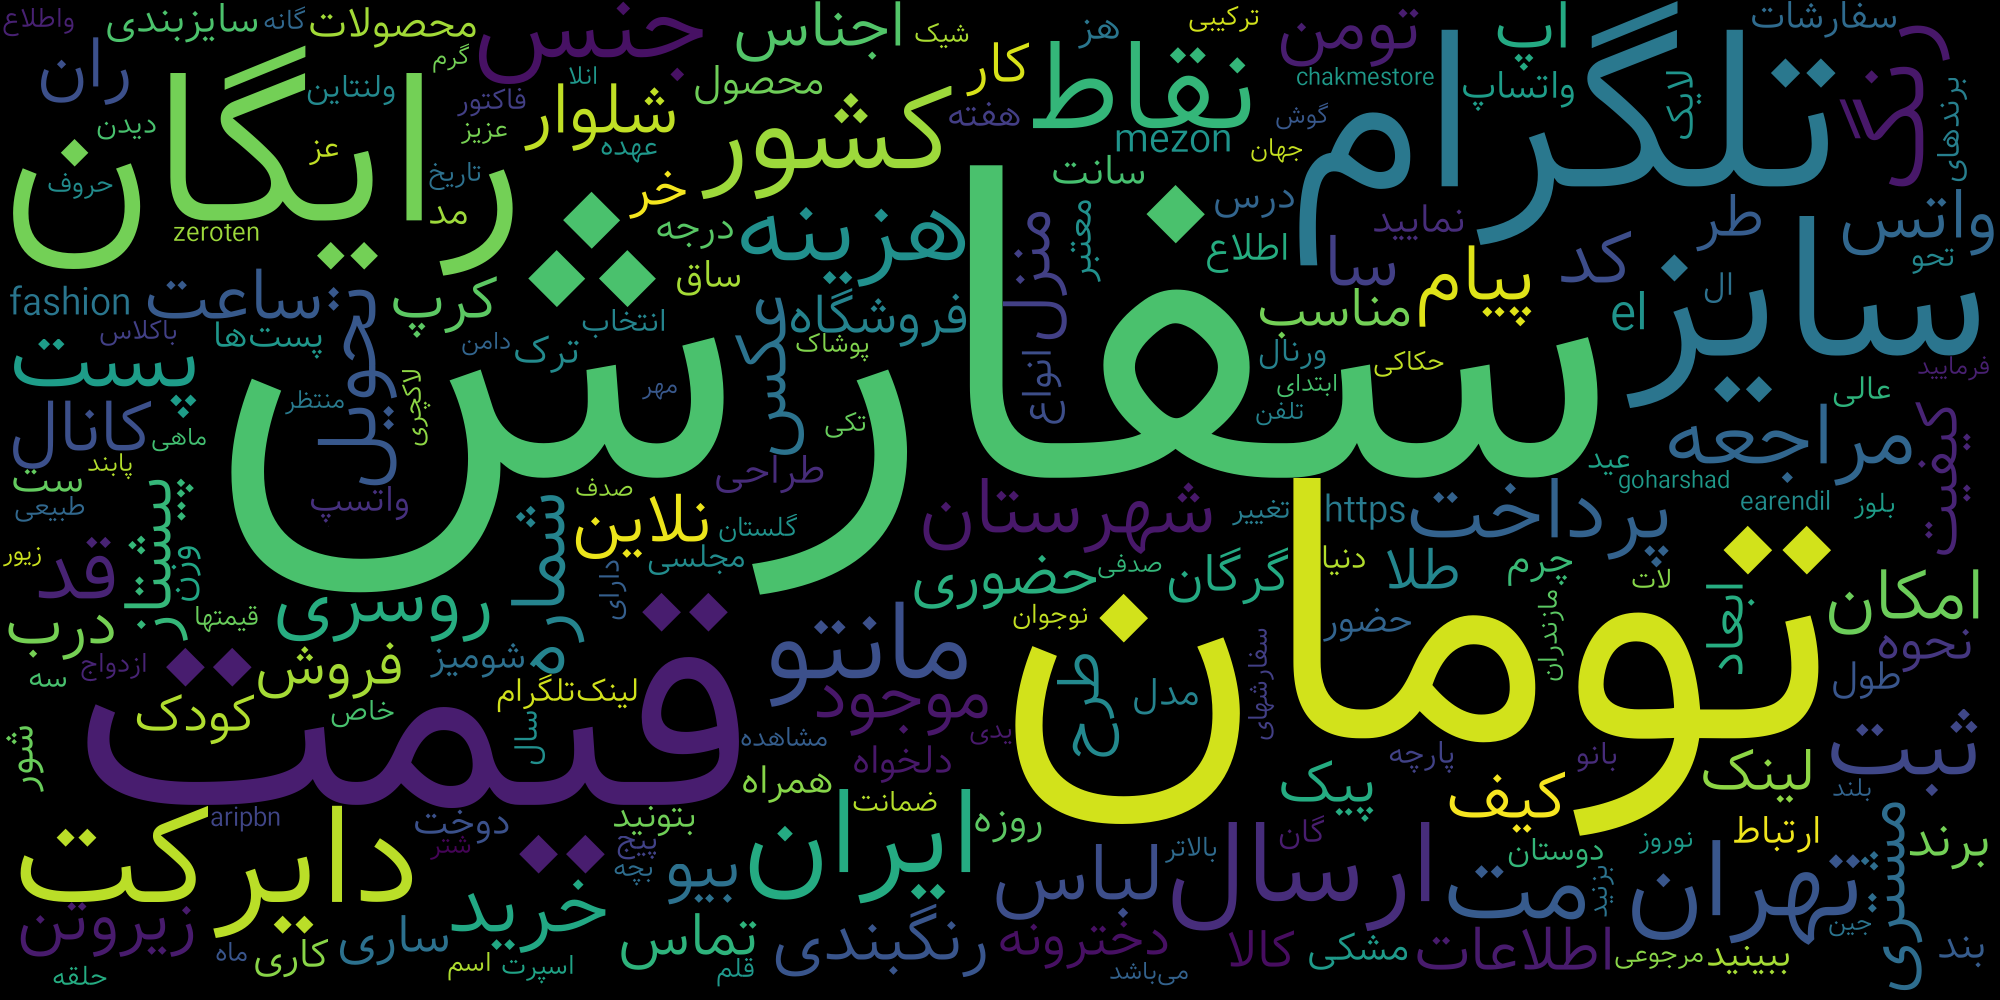 سفارش
تومان
قیمت
تلگرام
رایگان
سایز
دایرکت
ایران
ارسال
کشور
نقاط
هزینه
مانتو
تهران
خرید
پرداخت
مراجعه
جنس
رنگ
واتس
پست
کانال
تحویل
ساعت
شلوار
اجناس
محصولات
سایزبندی
گانه
واطلاع
ران
ولنتاین
گرم
فاکتور
انلا
عزیز
عهده
دیدن
حروف
عز
تاریخ
مد
zeroten
خر
محصول
شیک
کار
هفته
هز
ترکیبی
تومن
اپ
سفارشات
chakmestore
واتساپ
لایک
برندهای
گوش
جهان
mezon
سانت
درس
اطلاع
نمایید
طر
تحو
ال
کد
سا
پیام
el
منزل
معتبر
درجه
ساق
fashion
کرپ
باکلاس
پست‌ها
دامن
ترک
انتخاب
عکس
فروشگاه
پوشاک
مناسب
ورنال
حکاکی
ابتدای
تلفن
انواع
فرمایید
عالی
کیفیت
لاکچری
منتظر
مهر
تکی
ماهی
پابند
ست
طبیعی
واتسپ
طراحی
صدف
عید
goharshad
earendil
بلوز
https
تغییر
شهرستان
نلاین
گلستان
مجلسی
شماره
پیشتاز
وزن
زیور
قد
دارای
حضوری
صدفی
گرگان
دنیا
طلا
چرم
لات
ابعاد
امکان
نحوه
طول
مازندران
حضور
نوجوان
روسری
قیمتها
درب
ازدواج
سه
فروش
شومیز
لینک‌تلگرام
خاص
سال
کودک
شور
موجود
طرح
مدل
سفارشهای
یدی
مشاهده
دلخواه
پارچه
بانو
لینک
ثبت
بلند
همراه
ضمانت
پیک
کیف
ارتباط
نوروز
مشتری
برند
aripbn
دوخت
شتر
بتونید
پیج
بچه
بیو
روزه
لباس
بالاتر
گان
دوستان
مت
بزنید
جین
بند
زیروتن
ماه
کاری
ساری
اسم
اسپرت
تماس
قلم
رنگبندی
دخترونه
می‌باشد
کالا
مشکی
اطلاعات
مرجوعی
ببینید
حلقه